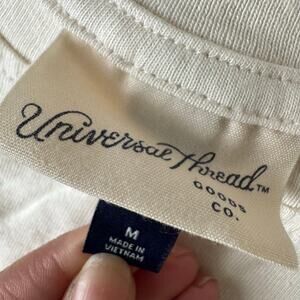 Universal Thread™
GOODS
CO.
M
MADE IN
VIETNAM